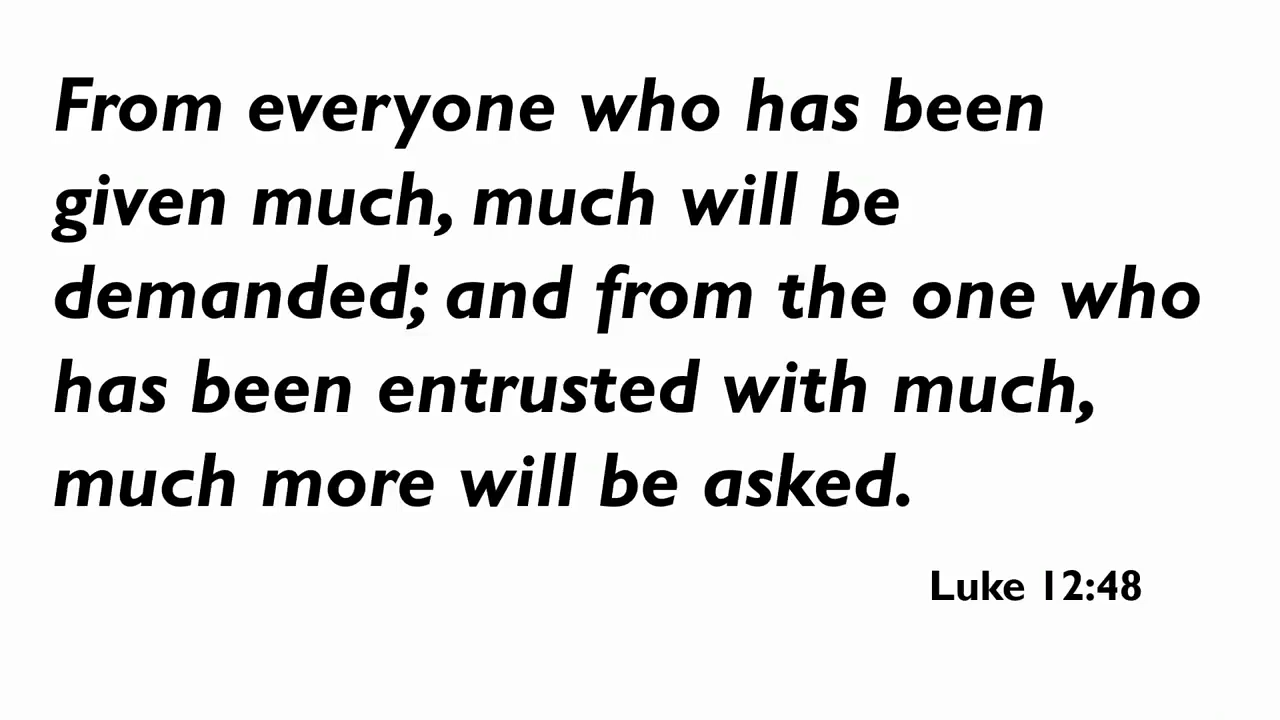 From everyone who has been
given much, much will be
demanded; and from the one who
has been entrusted with much,
much more will be asked.
Luke 12:48